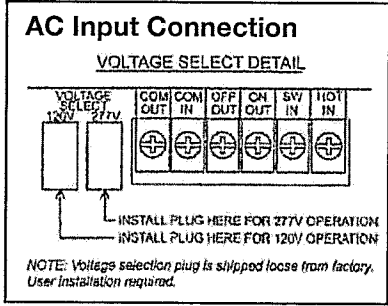 AC Input Connection
VOLTAGE SELECT DETAIL
VOLTAGE
SELECT
120V 277V
COM OUT
COM IN
OFF OUT
ON OUT
SW IN
HOT IN
INSTALL PLUG HERE FOR 277V OPERATION
INSTALL PLUG HERE FOR 120V OPERATION
NOTE: Voltage selection plug is shipped loose from factory.
User installation required.